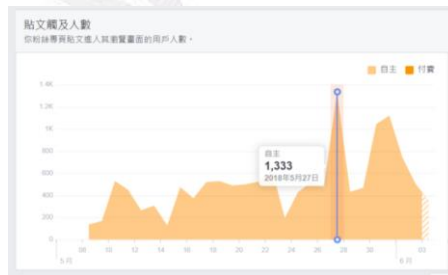 貼文觸及人數
你粉絲專頁貼文進入其瀏覽畫面的用戶人數。
自主 付費
1.4K
1.2K
1K
800
600
400
200
0
自主
1,333
2018年5月27日
08 10 12 14 16 18 20 22 24 26 28 30 03
5月 6月